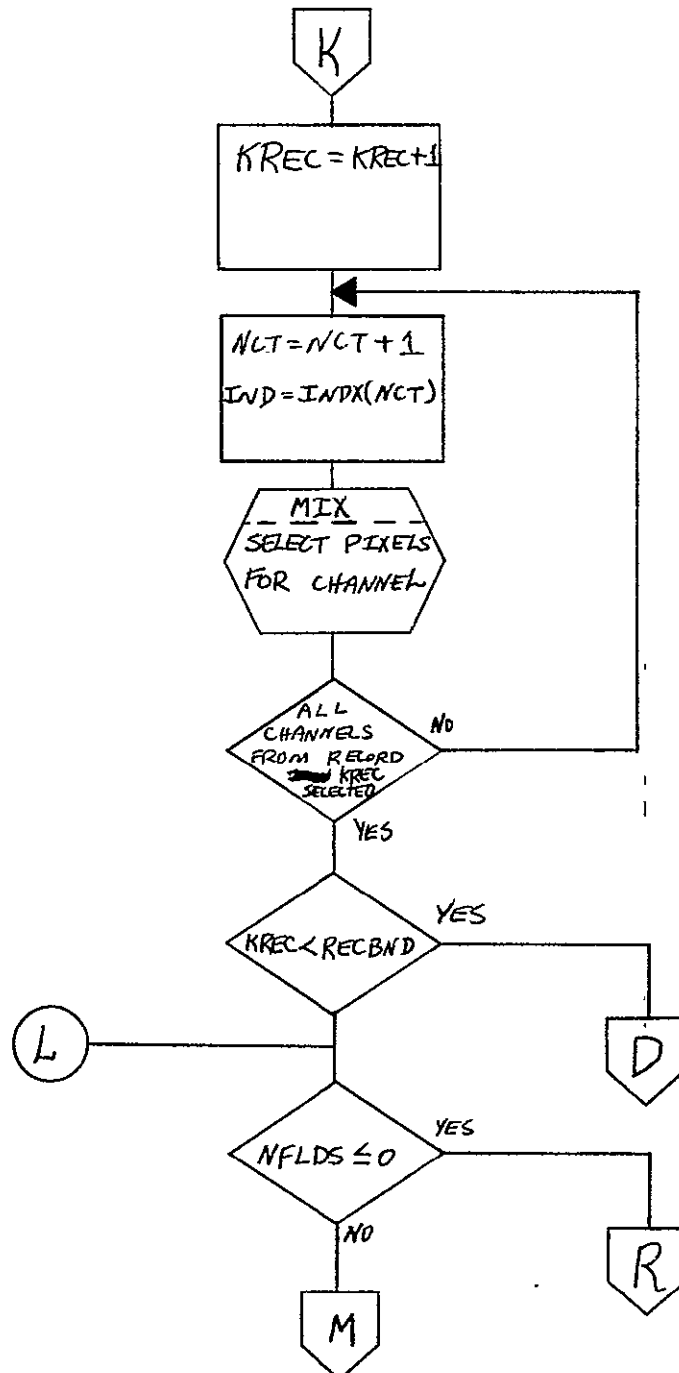 K
KREC = KREC+1
NCT = NCT + 1
IND = INDX(NCT)
MIX
SELECT PIXELS
FOR CHANNEL
ALL
CHANNELS
FROM RECORD
KREC
SELECTED
NO
YES
KREC < RECBND
YES
L
D
NFLDS ≤ 0
YES
NO
R
M